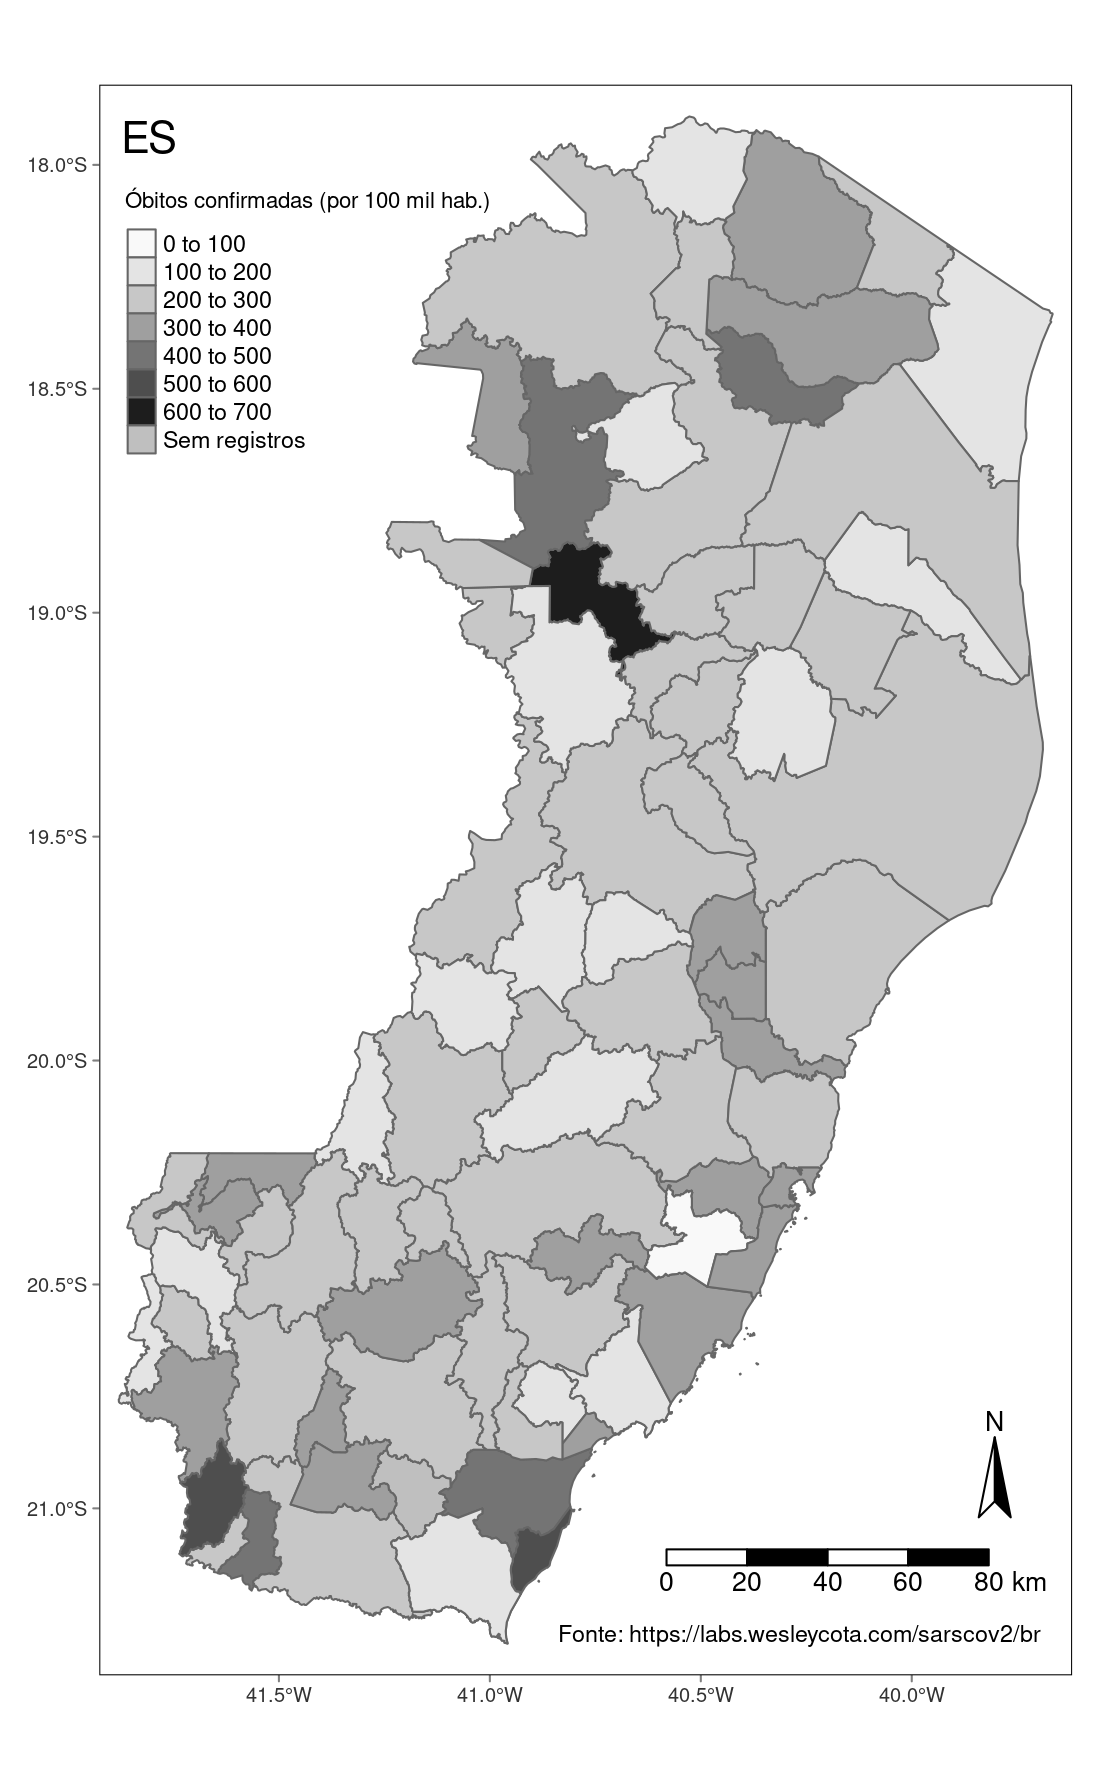 ES
Óbitos confirmadas (por 100 mil hab.)
0 to 100
100 to 200
200 to 300
300 to 400
400 to 500
500 to 600
600 to 700
Sem registros
18.0°S
18.5°S
19.0°S
19.5°S
20.0°S
20.5°S
21.0°S
N
0 20 40 60 80 km
Fonte: https://labs.wesleycota.com/sarscov2/br
41.5°W 41.0°W 40.5°W 40.0°W